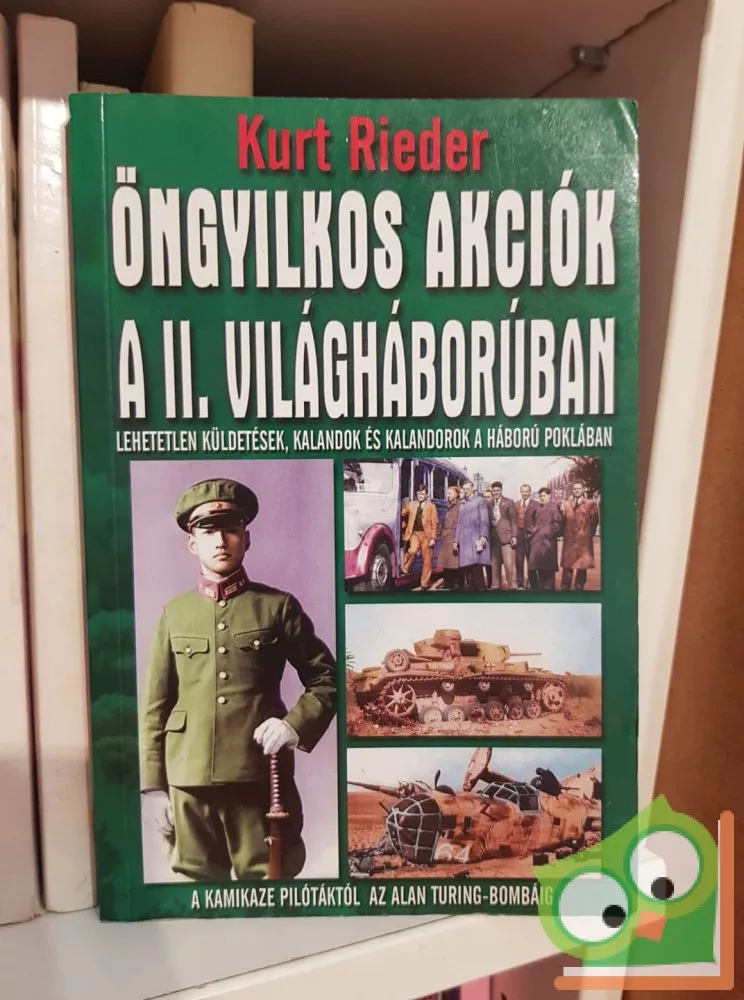 Kurt Rieder
ÖNGYILKOS AKCIÓK
A II. VILÁGHÁBORÚBAN
LEHETETLEN KÜLDETÉSEK, KALANDOK ÉS KALANDOROK A HÁBORÚ POKLÁBAN
64
A KAMIKAZE PILÓTÁKTÓL AZ ALAN TURING-BOMBÁIG